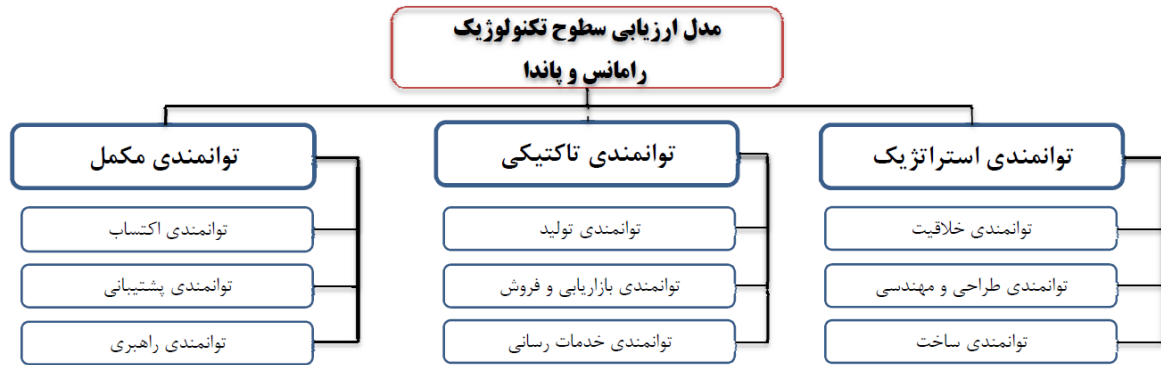 مدل ارزیابی سطوح تکنولوژیک
رامانس و پاندا
توانمندی استراتژیک
توانمندی خلاقیت
توانمندی طراحی و مهندسی
توانمندی ساخت
توانمندی تاکتیکی
توانمندی تولید
توانمندی بازاریابی و فروش
توانمندی خدمات رسانی
توانمندی مکمل
توانمندی اکتساب
توانمندی پشتیبانی
توانمندی راهبری